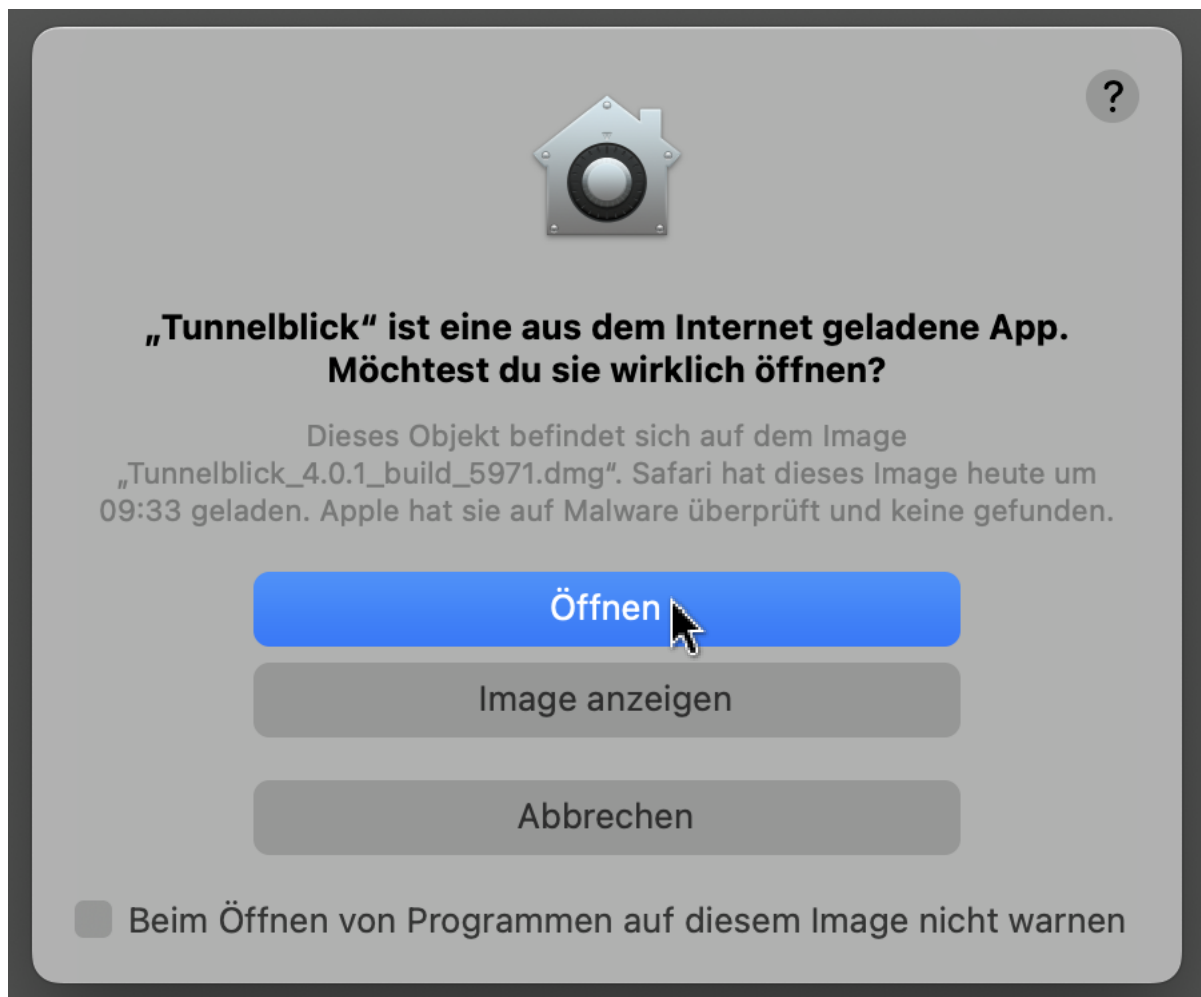 ?
„Tunnelblick“ ist eine aus dem Internet geladene App.
Möchtest du sie wirklich öffnen?
Dieses Objekt befindet sich auf dem Image
„Tunnelblick_4.0.1_build_5971.dmg“. Safari hat dieses Image heute um
09:33 geladen. Apple hat sie auf Malware überprüft und keine gefunden.
Öffnen
Image anzeigen
Abbrechen
Beim Öffnen von Programmen auf diesem Image nicht warnen